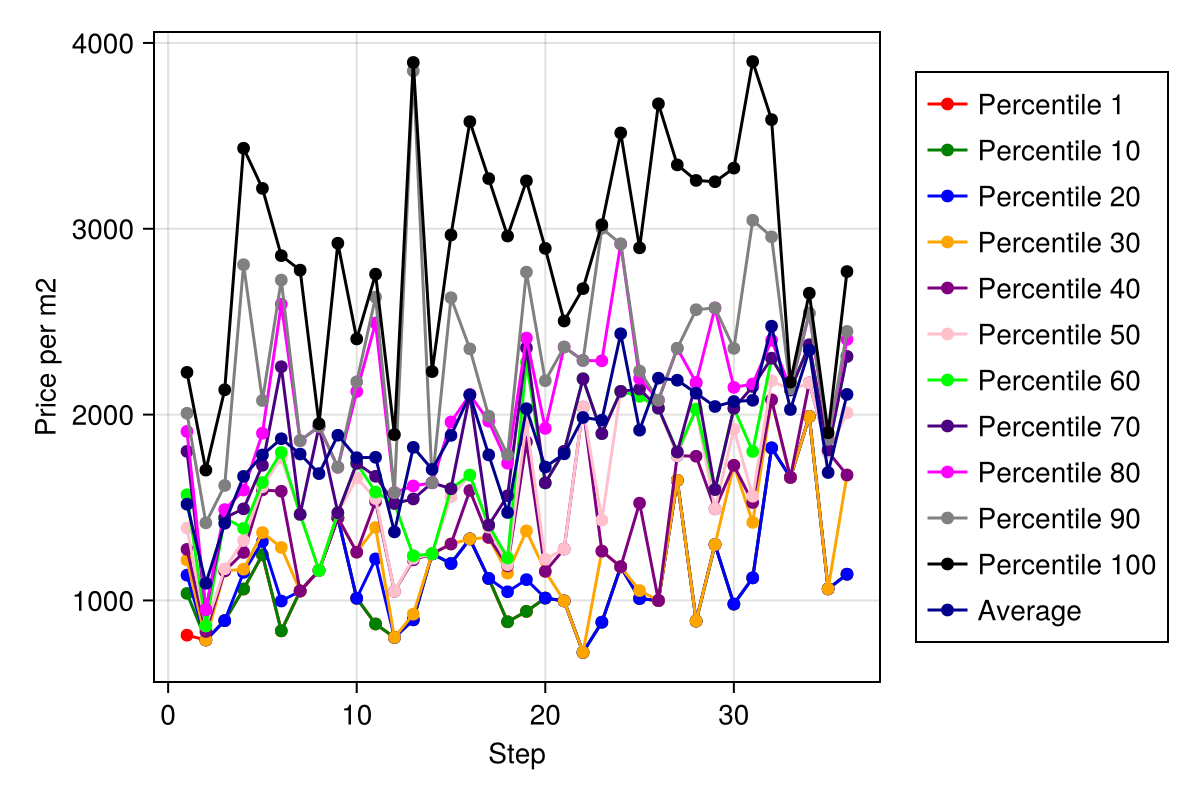 4000
3000
2000
1000
Price per m2
0
10
20
30
Step
Percentile 1
Percentile 10
Percentile 20
Percentile 30
Percentile 40
Percentile 50
Percentile 60
Percentile 70
Percentile 80
Percentile 90
Percentile 100
Average